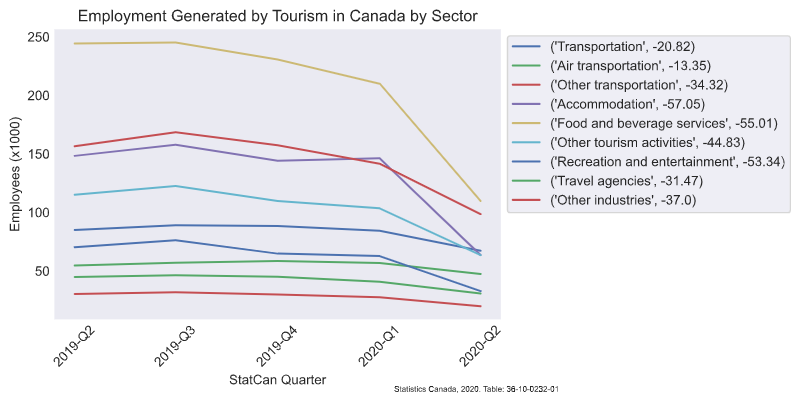 Employment Generated by Tourism in Canada by Sector
250
200
150
100
50
Employees (x1000)
2019-Q2
2019-Q3
2019-Q4
2020-Q1
2020-Q2
StatCan Quarter
('Transportation', -20.82)
('Air transportation', -13.35)
('Other transportation', -34.32)
('Accommodation', -57.05)
('Food and beverage services', -55.01)
('Other tourism activities', -44.83)
('Recreation and entertainment', -53.34)
('Travel agencies', -31.47)
('Other industries', -37.0)
Statistics Canada, 2020. Table: 36-10-0232-01